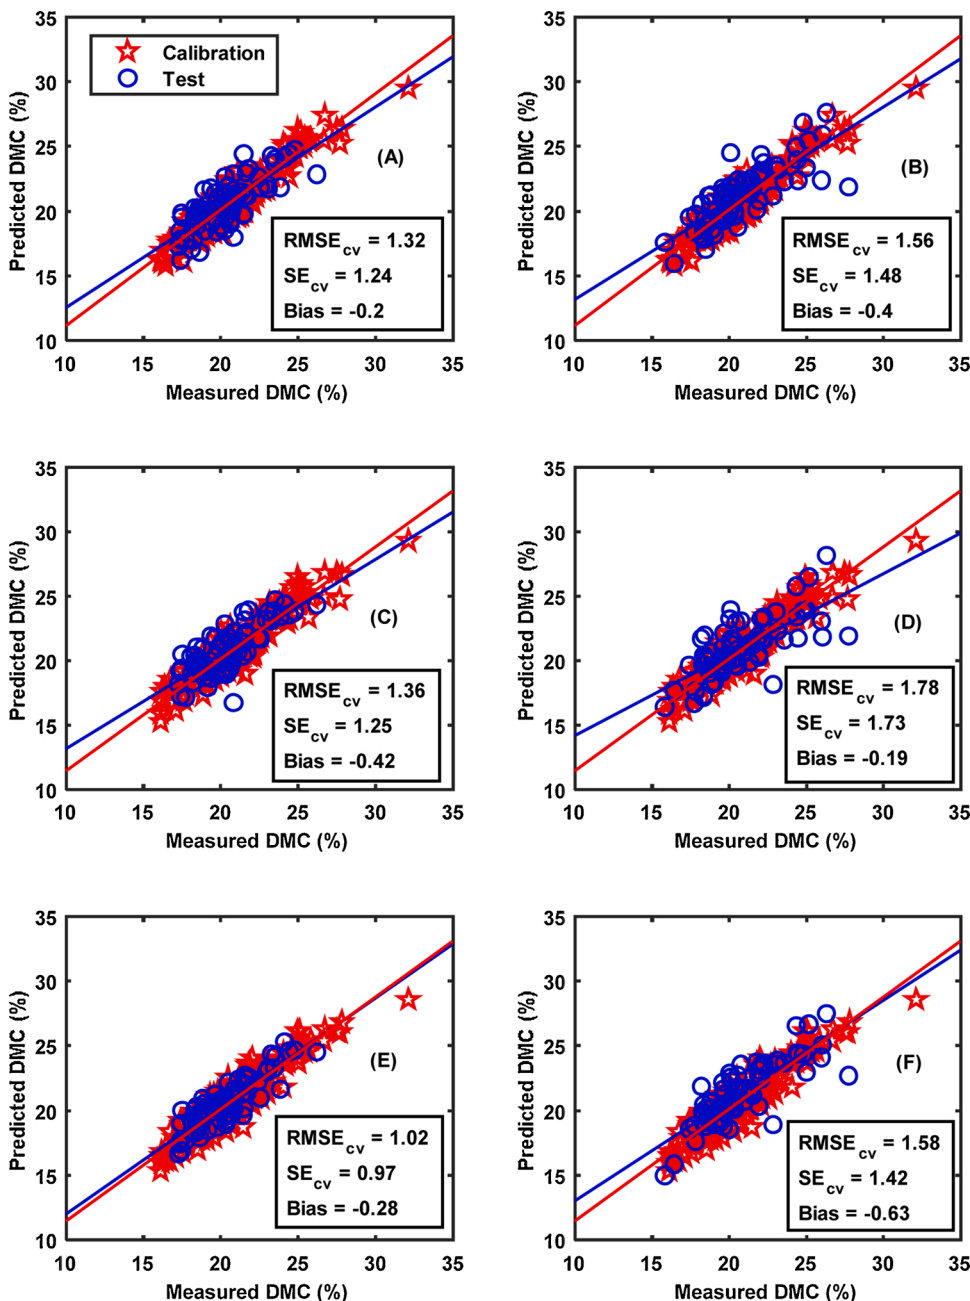 35
30
25
20
15
10
Predicted DMC (%)
Calibration
Test
(A)
RMSEcv = 1.32
SEcv = 1.24
Bias = -0.2
10 15 20 25 30 35
Measured DMC (%)
35
30
25
20
15
10
Predicted DMC (%)
(B)
RMSEcv = 1.56
SEcv = 1.48
Bias = -0.4
10 15 20 25 30 35
Measured DMC (%)
35
30
25
20
15
10
Predicted DMC (%)
(C)
RMSEcv = 1.36
SEcv = 1.25
Bias = -0.42
10 15 20 25 30 35
Measured DMC (%)
35
30
25
20
15
10
Predicted DMC (%)
(D)
RMSEcv = 1.78
SEcv = 1.73
Bias = -0.19
10 15 20 25 30 35
Measured DMC (%)
35
30
25
20
15
10
Predicted DMC (%)
(E)
RMSEcv = 1.02
SEcv = 0.97
Bias = -0.28
10 15 20 25 30 35
Measured DMC (%)
35
30
25
20
15
10
Predicted DMC (%)
(F)
RMSEcv = 1.58
SEcv = 1.42
Bias = -0.63
10 15 20 25 30 35
Measured DMC (%)